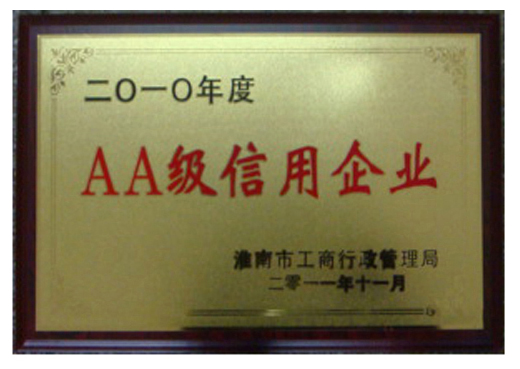 二〇一〇年度
AA级信用企业
淮南市工商行政管理局
二零一一年十一月